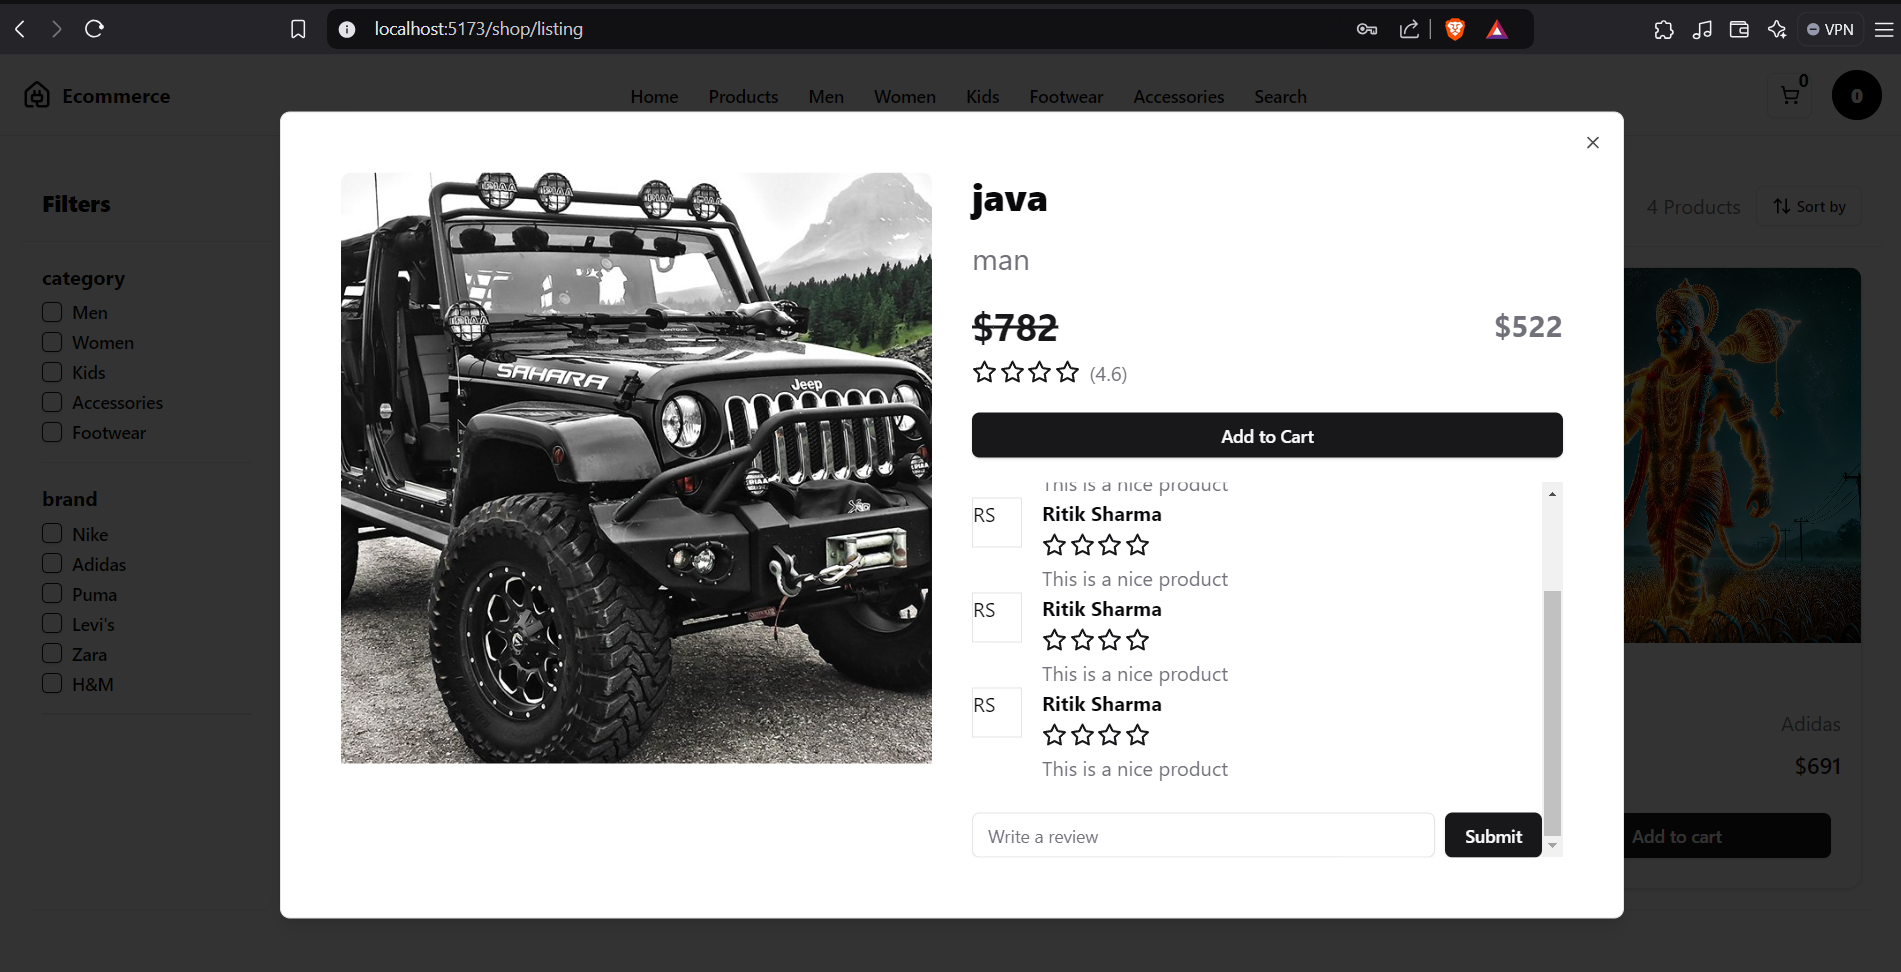 localhost:5173/shop/listing
VPN
Ecommerce
Home Products Men Women Kids Footwear Accessories Search
0
0
Filters
4 Products
Sort by
category
Men
Women
Kids
Accessories
Footwear
brand
Nike
Adidas
Puma
Levi's
Zara
H&M
SAHARA
Jeep
java
man
$782
$522
(4.6)
Add to Cart
This is a nice product
RS
Ritik Sharma
This is a nice product
RS
Ritik Sharma
This is a nice product
RS
Ritik Sharma
This is a nice product
Write a review
Submit
Adidas
$691
Add to cart